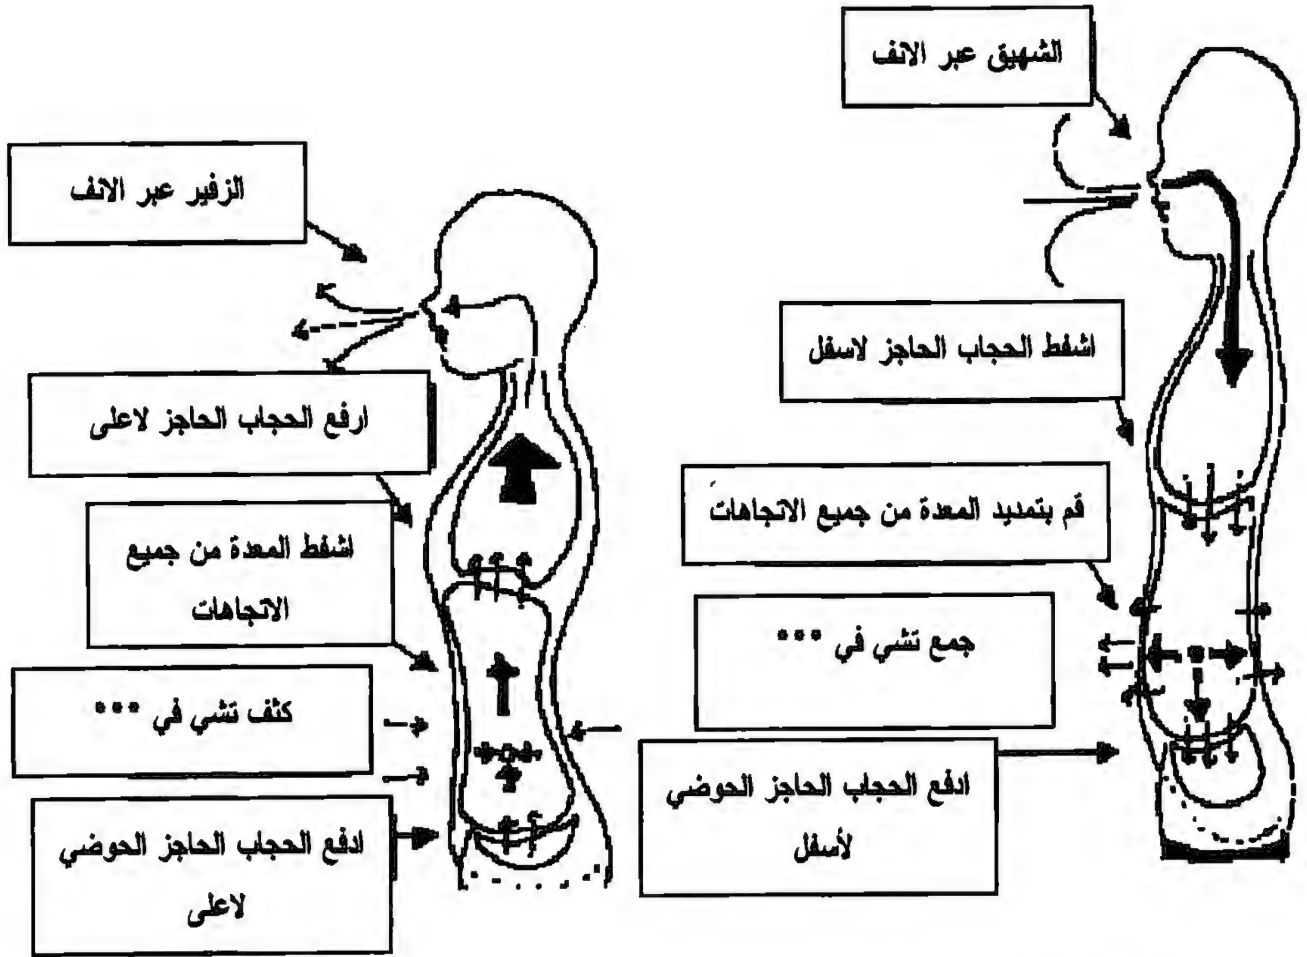 الشهيق عبر الانف
اشفط الحجاب الحاجز لاسفل
قم بتمديد المعدة من جميع الاتجاهات
جمع تشي في ***
ادفع الحجاب الحاجز الحوضي
لأسفل
الزفير عبر الانف
ارفع الحجاب الحاجز لاعلى
اشفط المعدة من جميع
الاتجاهات
كثف تشي في ***
ادفع الحجاب الحاجز الحوضي
لاعلى